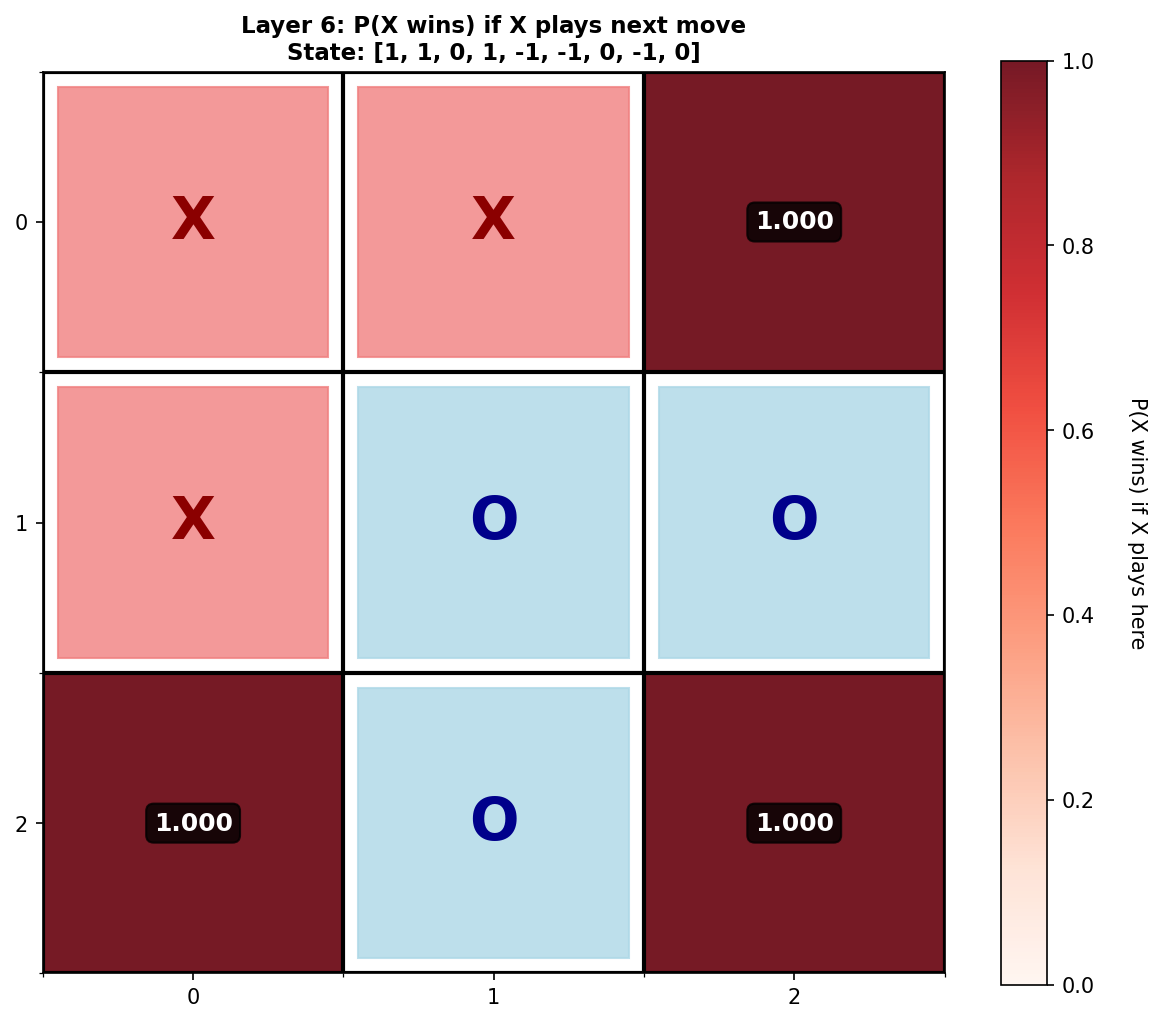 Layer 6: P(X wins) if X plays next move
State: [1, 1, 0, 1, -1, -1, 0, -1, 0]
0
X
X
1.000
1
X
O
O
2
1.000
O
1.000
0
1
2
1.0
0.8
0.6
0.4
0.2
0.0
P(X wins) if X plays here